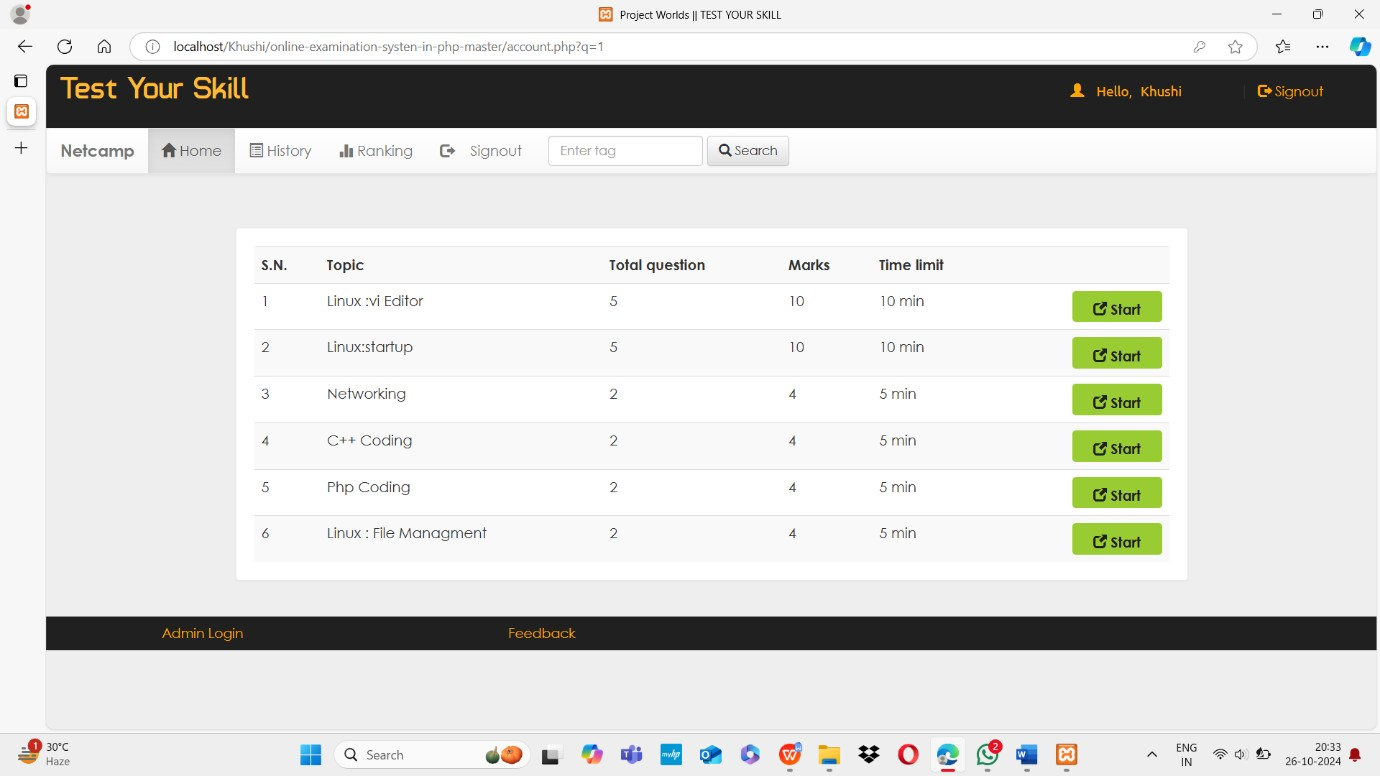 Project Worlds || TEST YOUR SKILL
localhost/Khushi/online-examination-systen-in-php-master/account.php?q=1
Test Your Skill
Hello, Khushi
Signout
Netcamp Home History Ranking Signout Enter tag Search
S.N. Topic Total question Marks Time limit
1 Linux :vi Editor 5 10 10 min Start
2 Linux:startup 5 10 10 min Start
3 Networking 2 4 5 min Start
4 C++ Coding 2 4 5 min Start
5 Php Coding 2 4 5 min Start
6 Linux : File Managment 2 4 5 min Start
Admin Login Feedback
1
30°C
Haze
Search
myhp
2
ENG
IN
20:33
26-10-2024